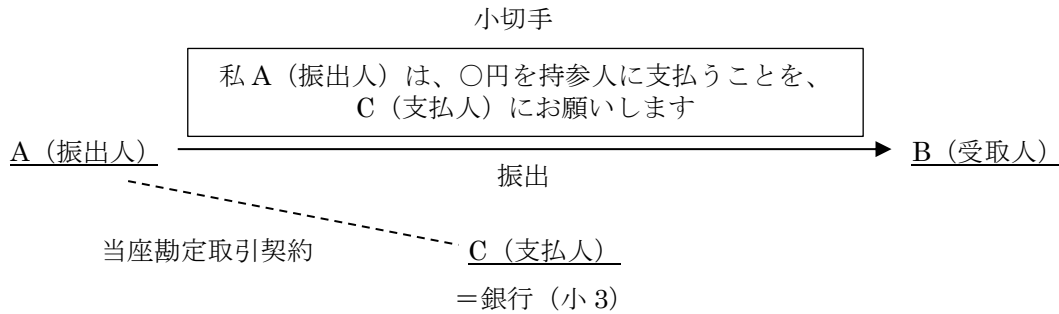 小切手
私 A（振出人）は、○円を持参人に支払うことを、
C（支払人）にお願いします
A（振出人）
B（受取人）
振出
当座勘定取引契約
C（支払人）
＝銀行（小 3）